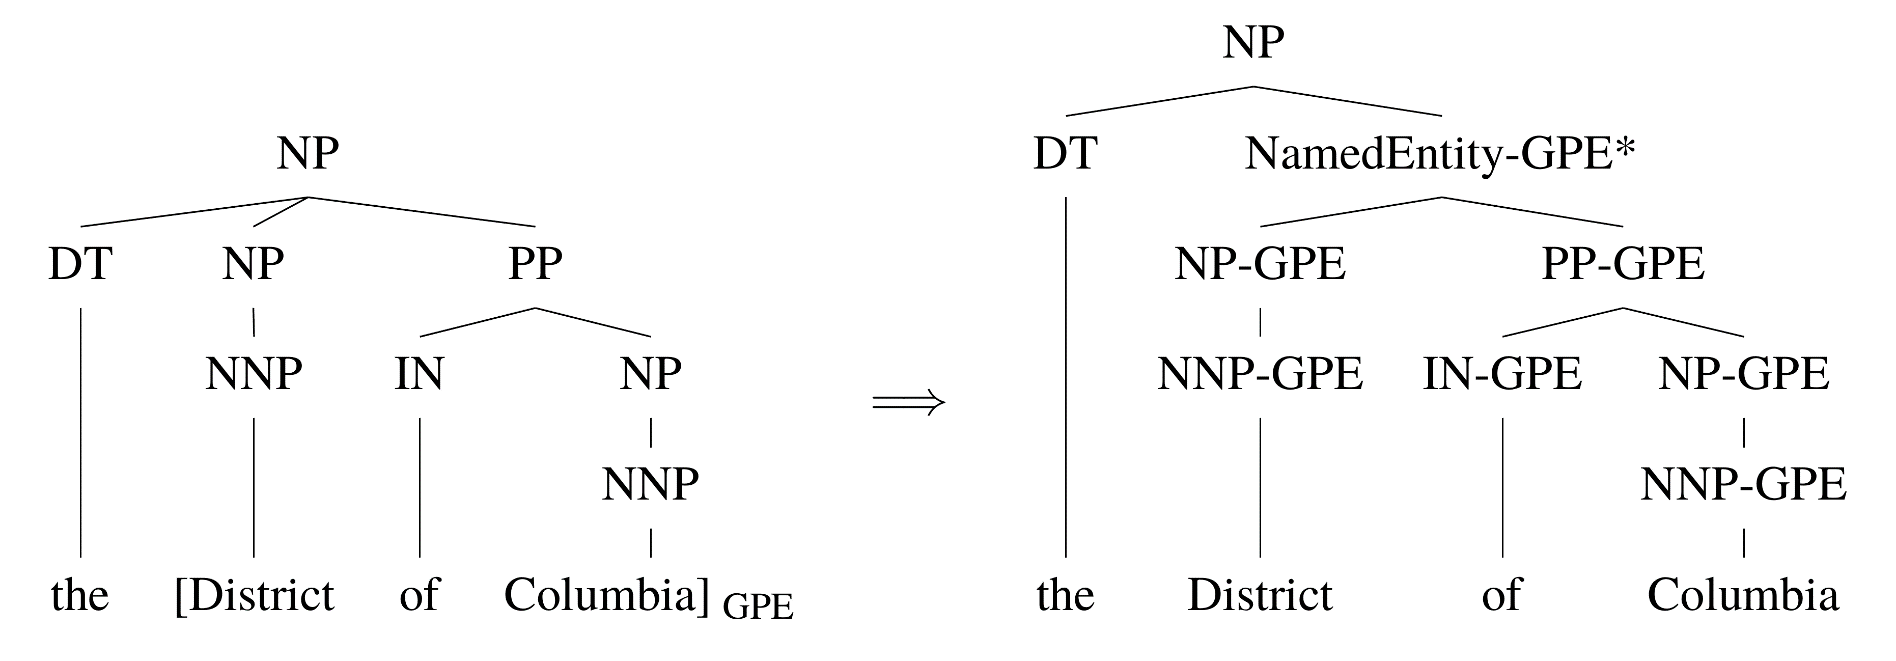 NP
NP DT NamedEntity-GPE*
DT NP PP NP-GPE PP-GPE
NNP IN NP ⟹ NNP-GPE IN-GPE NP-GPE
NNP NNP-GPE
the [District of Columbia] GPE the District of Columbia